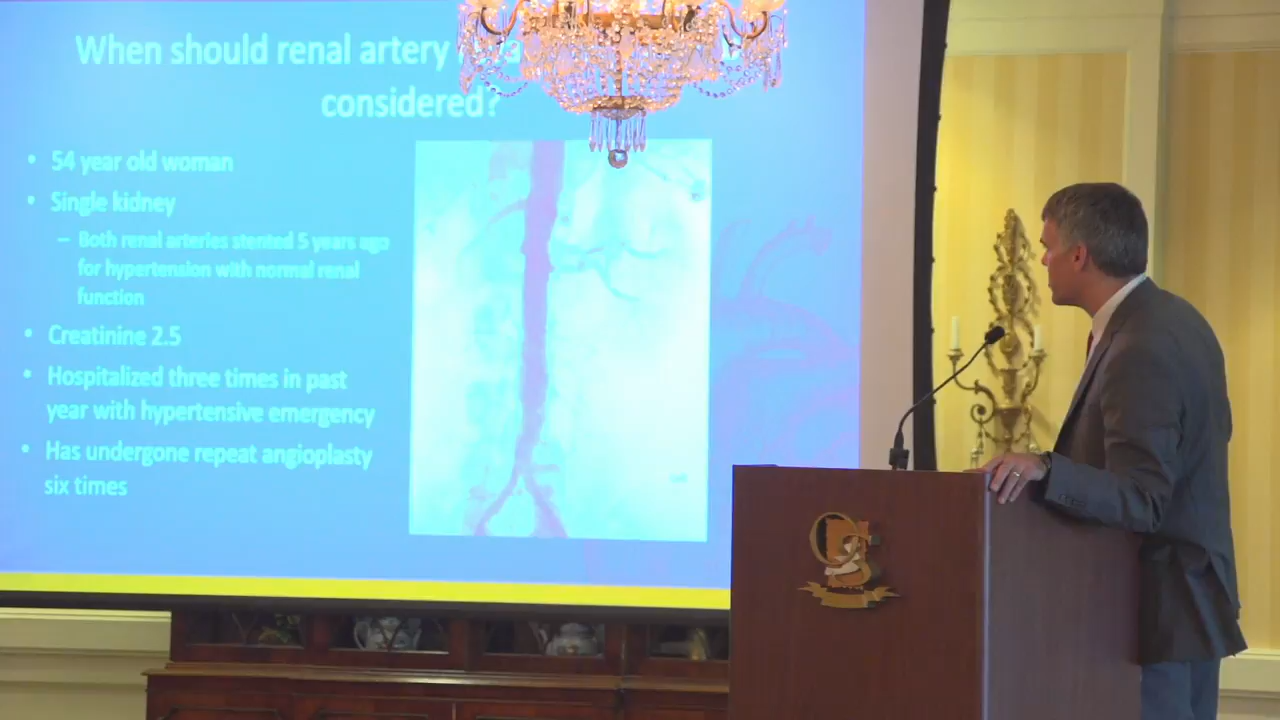 When should renal artery
considered?
• 54 year old woman
• Single kidney
– Both renal arteries stented 5 years ago
for hypertension with normal renal
function
• Creatinine 2.5
• Hospitalized three times in past
year with hypertensive emergency
• Has undergone repeat angioplasty
six times